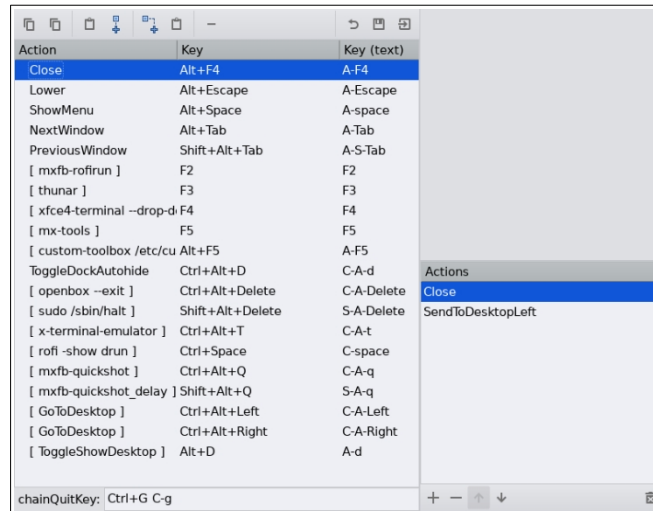 Action Key Key (text)
Close Alt+F4 A-F4
Lower Alt+Escape A-Escape
ShowMenu Alt+Space A-space
NextWindow Alt+Tab A-Tab
PreviousWindow Shift+Alt+Tab A-S-Tab
[ mxfb-rofirun ] F2 F2
[ thunar ] F3 F3
[ xfce4-terminal --drop-d F4 F4
[ mx-tools ] F5 F5
[ custom-toolbox /etc/cu Alt+F5 A-F5
ToggleDockAutohide Ctrl+Alt+D C-A-d
[ openbox --exit ] Ctrl+Alt+Delete C-A-Delete
[ sudo /sbin/halt ] Shift+Alt+Delete S-A-Delete
[ x-terminal-emulator ] Ctrl+Alt+T C-A-t
[ rofi -show drun ] Ctrl+Space C-space
[ mxfb-quickshot ] Ctrl+Alt+Q C-A-q
[ mxfb-quickshot_delay ] Shift+Alt+Q S-A-q
[ GoToDesktop ] Ctrl+Alt+Left C-A-Left
[ GoToDesktop ] Ctrl+Alt+Right C-A-Right
[ ToggleShowDesktop ] Alt+D A-d
chainQuitKey: Ctrl+G C-g
Actions
Close
SendToDesktopLeft